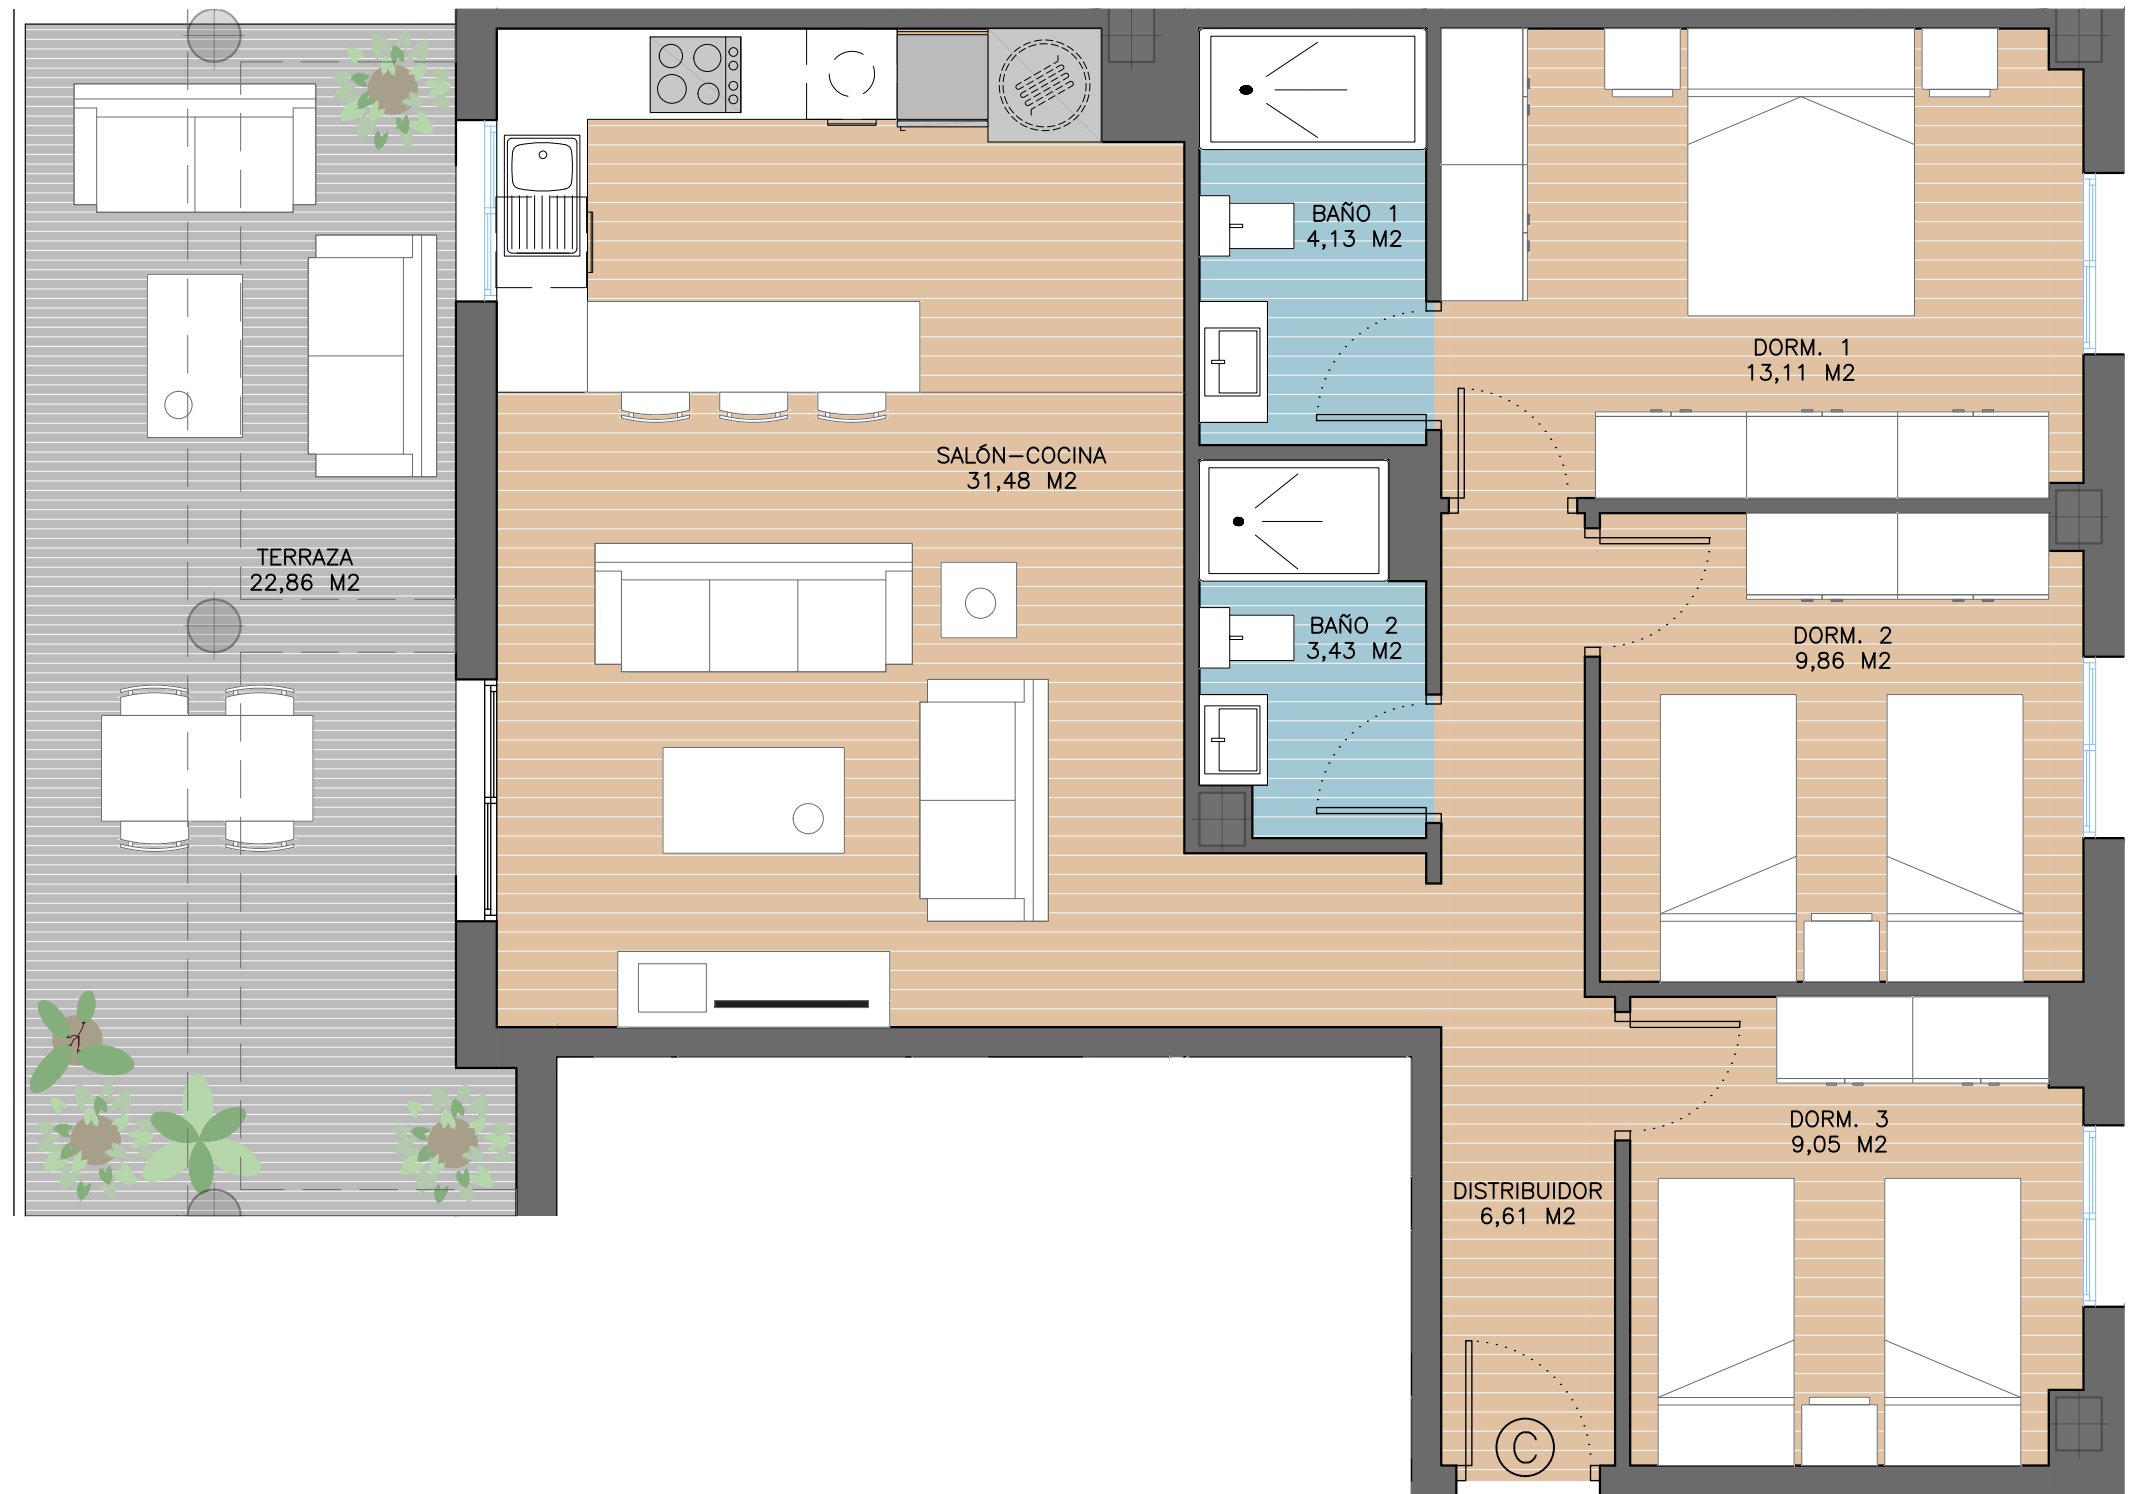 BAÑO 1
4,13 M2
DORM. 1
13,11 M2
SALÓN-COCINA
31,48 M2
TERRAZA
22,86 M2
BAÑO 2
3,43 M2
DORM. 2
9,86 M2
DORM. 3
9,05 M2
DISTRIBUIDOR
6,61 M2
C